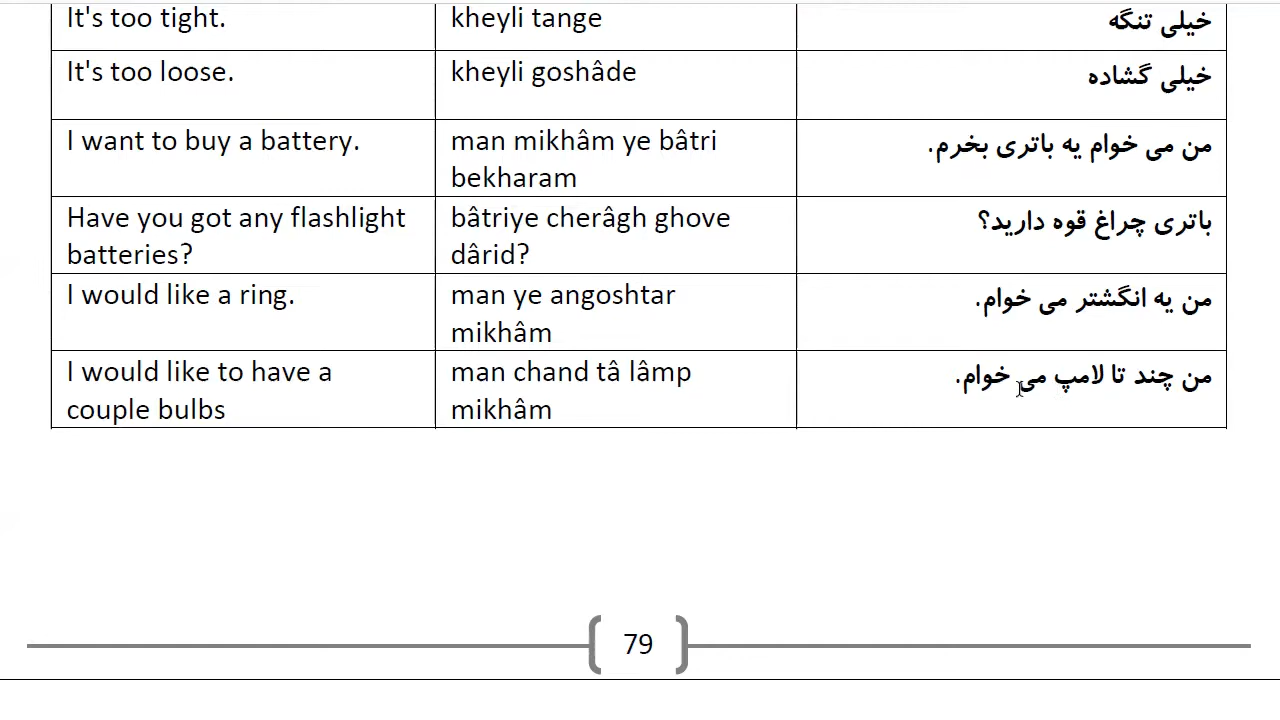 It's too tight. kheyli tange خیلی تنگه
It's too loose. kheyli goshâde خیلی گشاده
I want to buy a battery. man mikhâm ye bâtri من می خوام یه باتری بخرم.
bekharam
Have you got any flashlight bâtriye cherâgh ghove باتری چراغ قوه دارید؟
batteries? dârid?
I would like a ring. man ye angoshtar من یه انگشتر می خوام.
mikhâm
I would like to have a man chand tâ lâmp من چند تا لامپ می خوام.
couple bulbs mikhâm
79